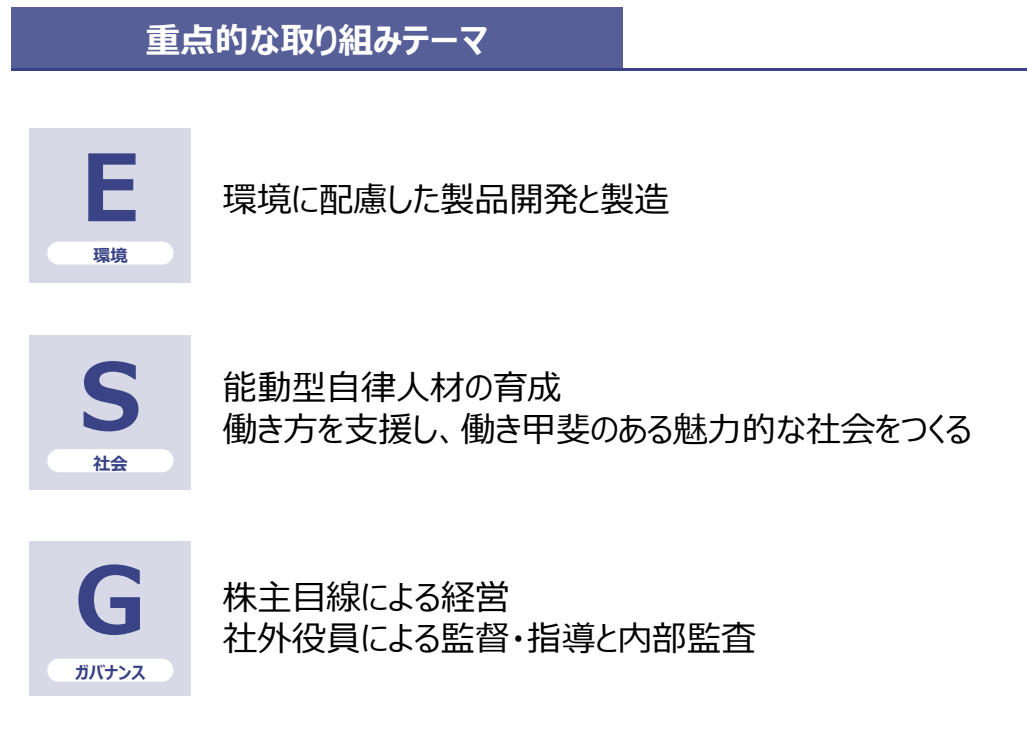 重点的な取り組みテーマ
E
環境
環境に配慮した製品開発と製造
S
社会
能動型自律人材の育成
働き方を支援し、働き甲斐のある魅力的な社会をつくる
G
ガバナンス
株主目線による経営
社外役員による監督・指導と内部監査